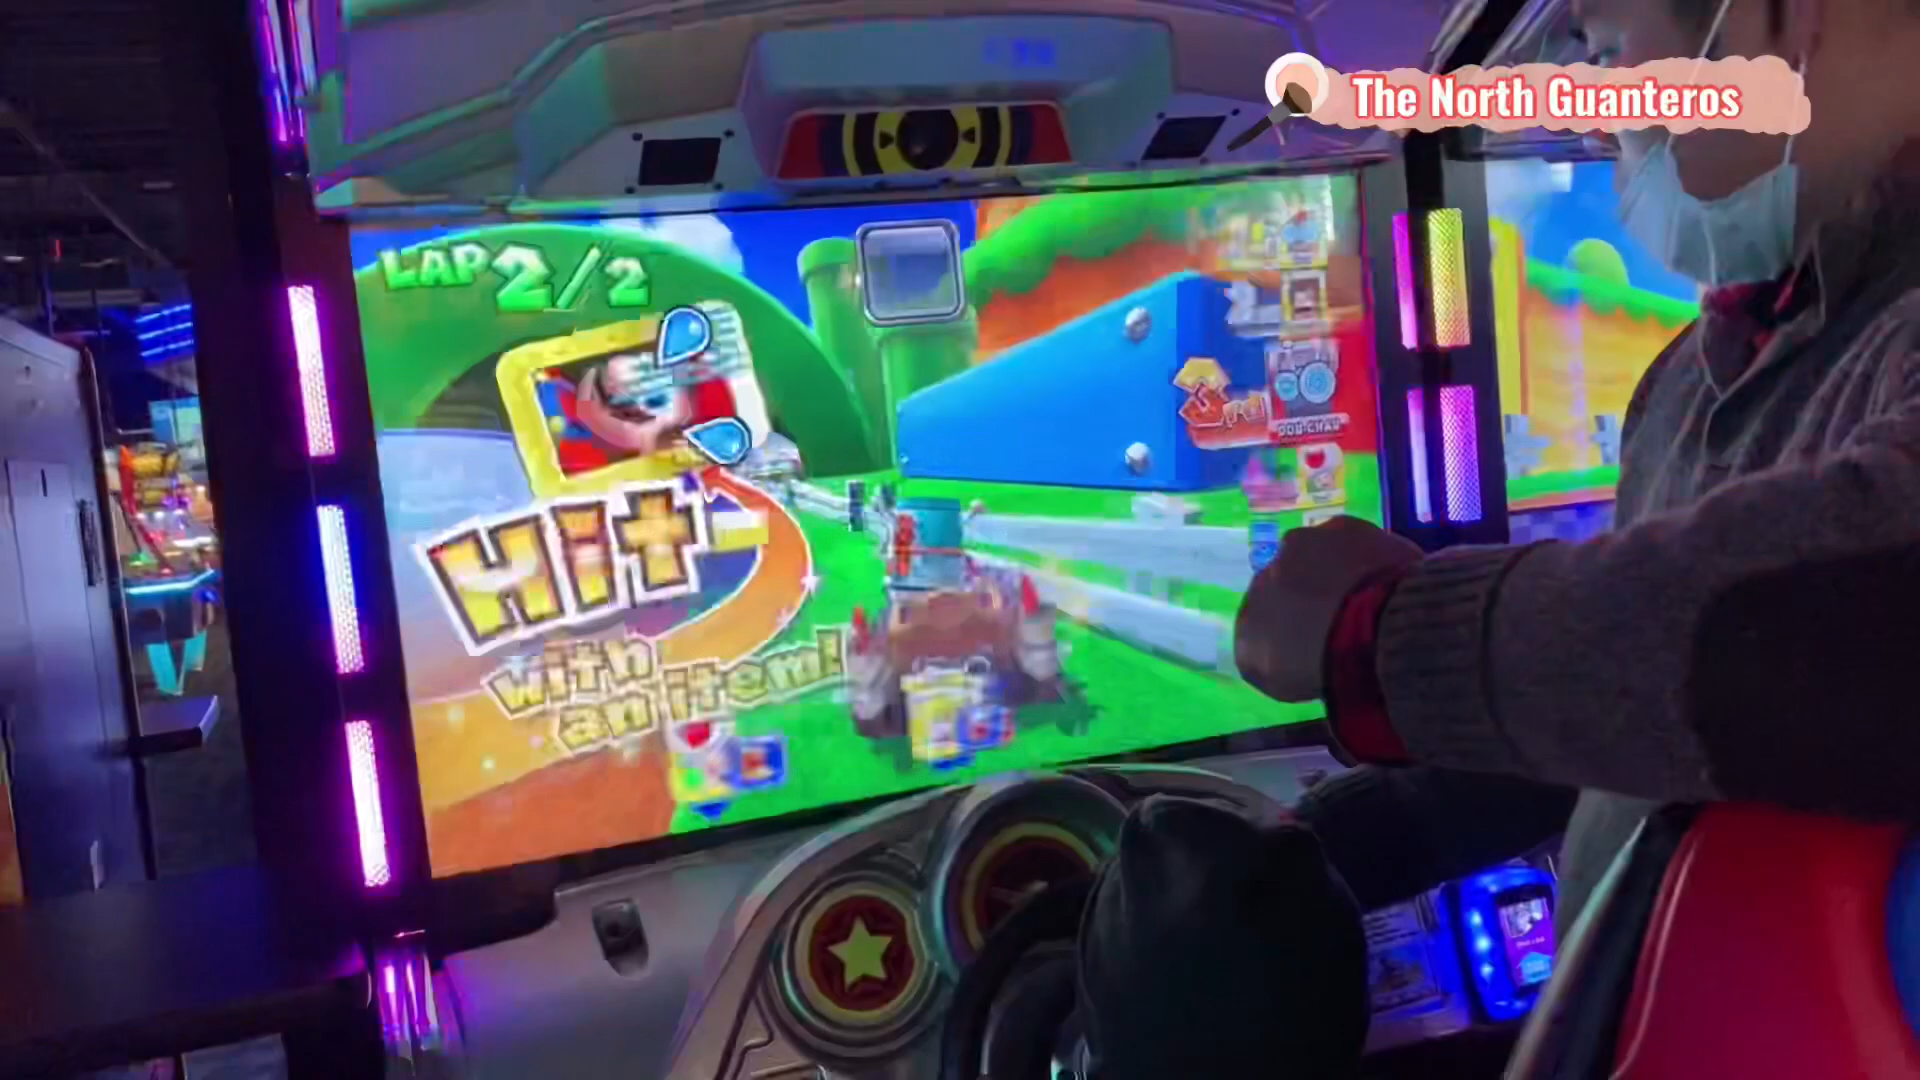 The North Guanteros
LAP 2/2
Hit
with
an item!